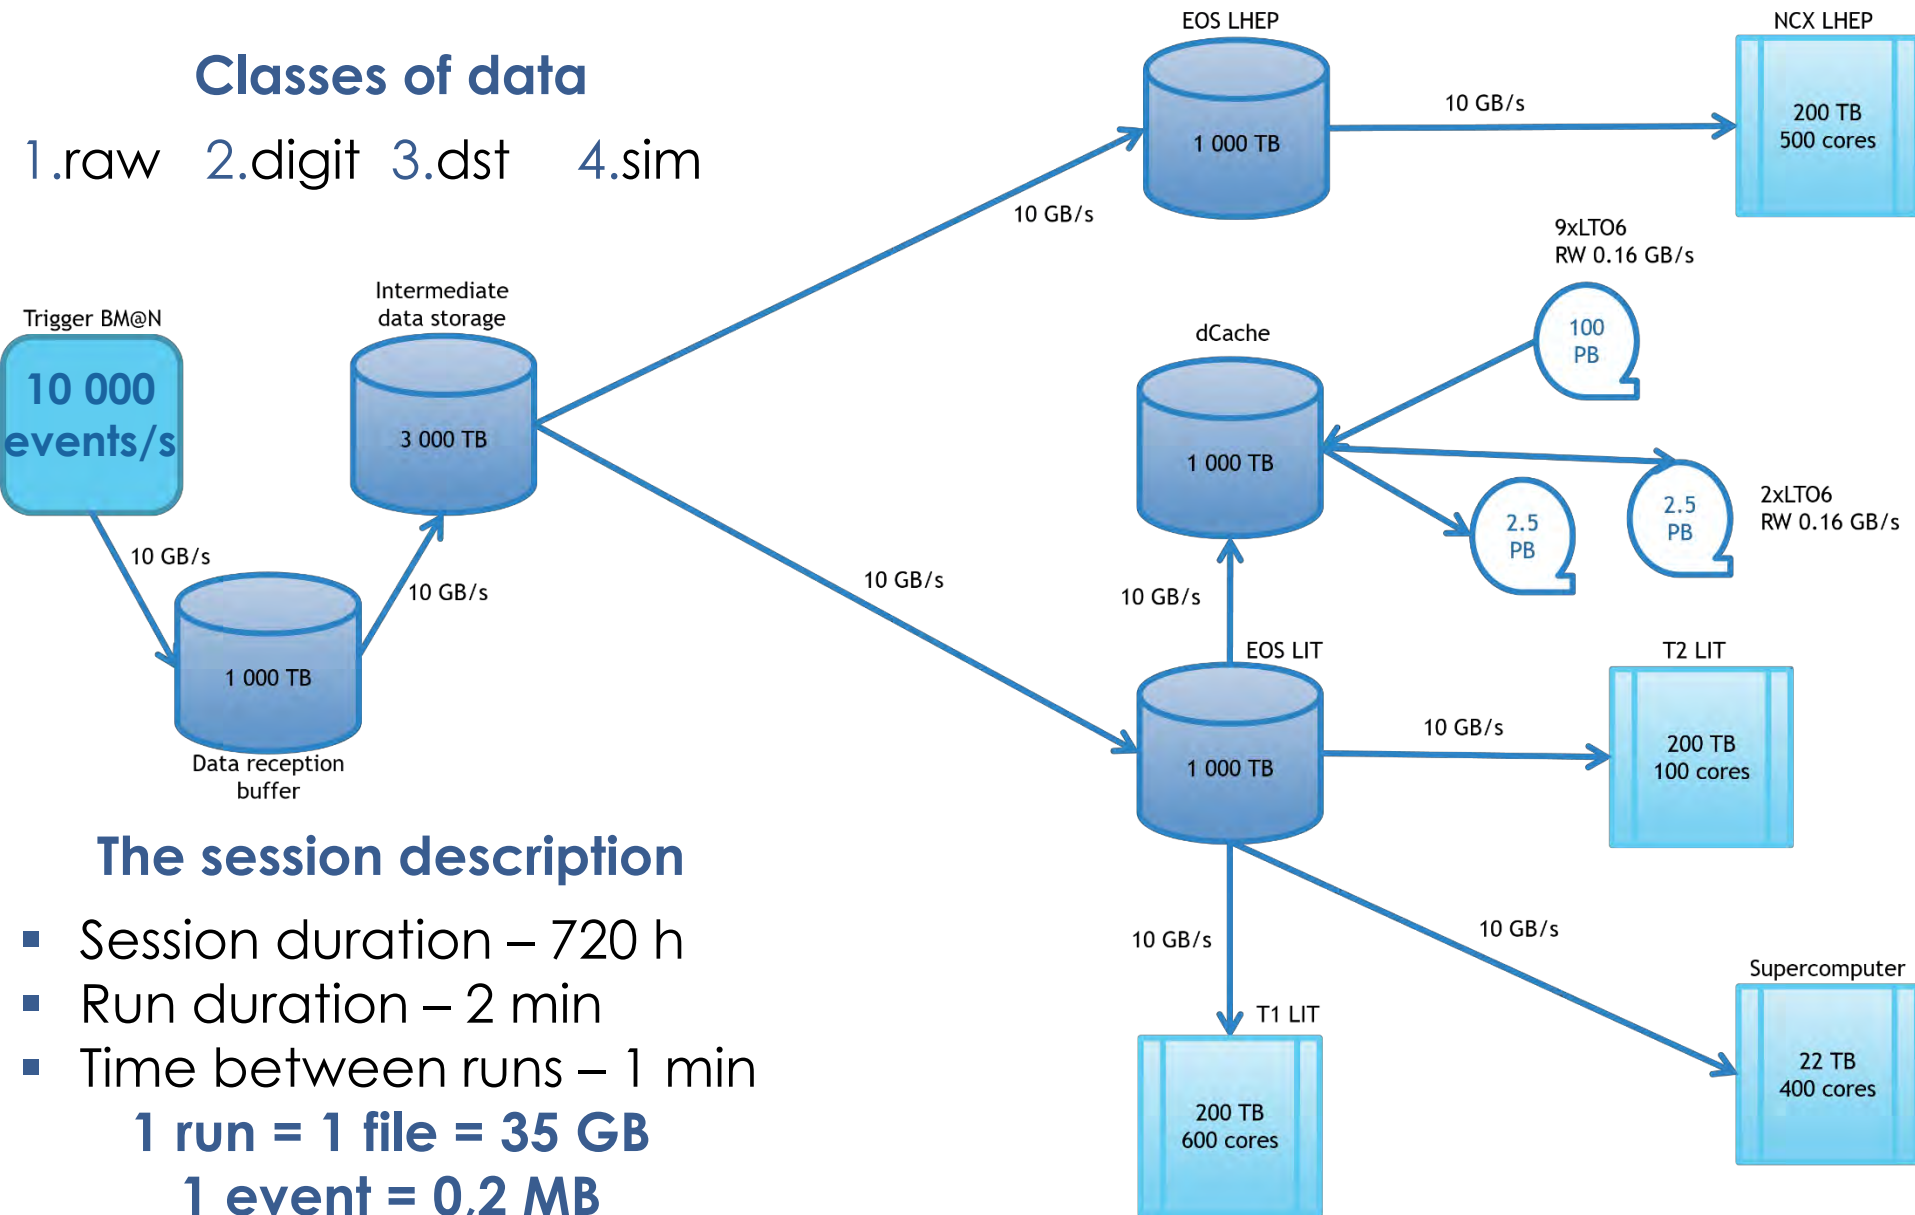 Classes of data
1.raw 2.digit 3.dst 4.sim
EOS LHEP
1 000 TB
10 GB/s
NCX LHEP
200 TB
500 cores
10 GB/s
9xLTO6
RW 0.16 GB/s
100
PB
Trigger BM@N
10 000
events/s
Intermediate
data storage
3 000 TB
dCache
1 000 TB
2.5
PB
2.5
PB
2xLTO6
RW 0.16 GB/s
10 GB/s
10 GB/s
10 GB/s
10 GB/s
1 000 TB
Data reception
buffer
EOS LIT
1 000 TB
10 GB/s
T2 LIT
200 TB
100 cores
The session description
▪ Session duration – 720 h
▪ Run duration – 2 min
▪ Time between runs – 1 min
1 run = 1 file = 35 GB
1 event = 0,2 MB
10 GB/s
10 GB/s
T1 LIT
200 TB
600 cores
Supercomputer
22 TB
400 cores